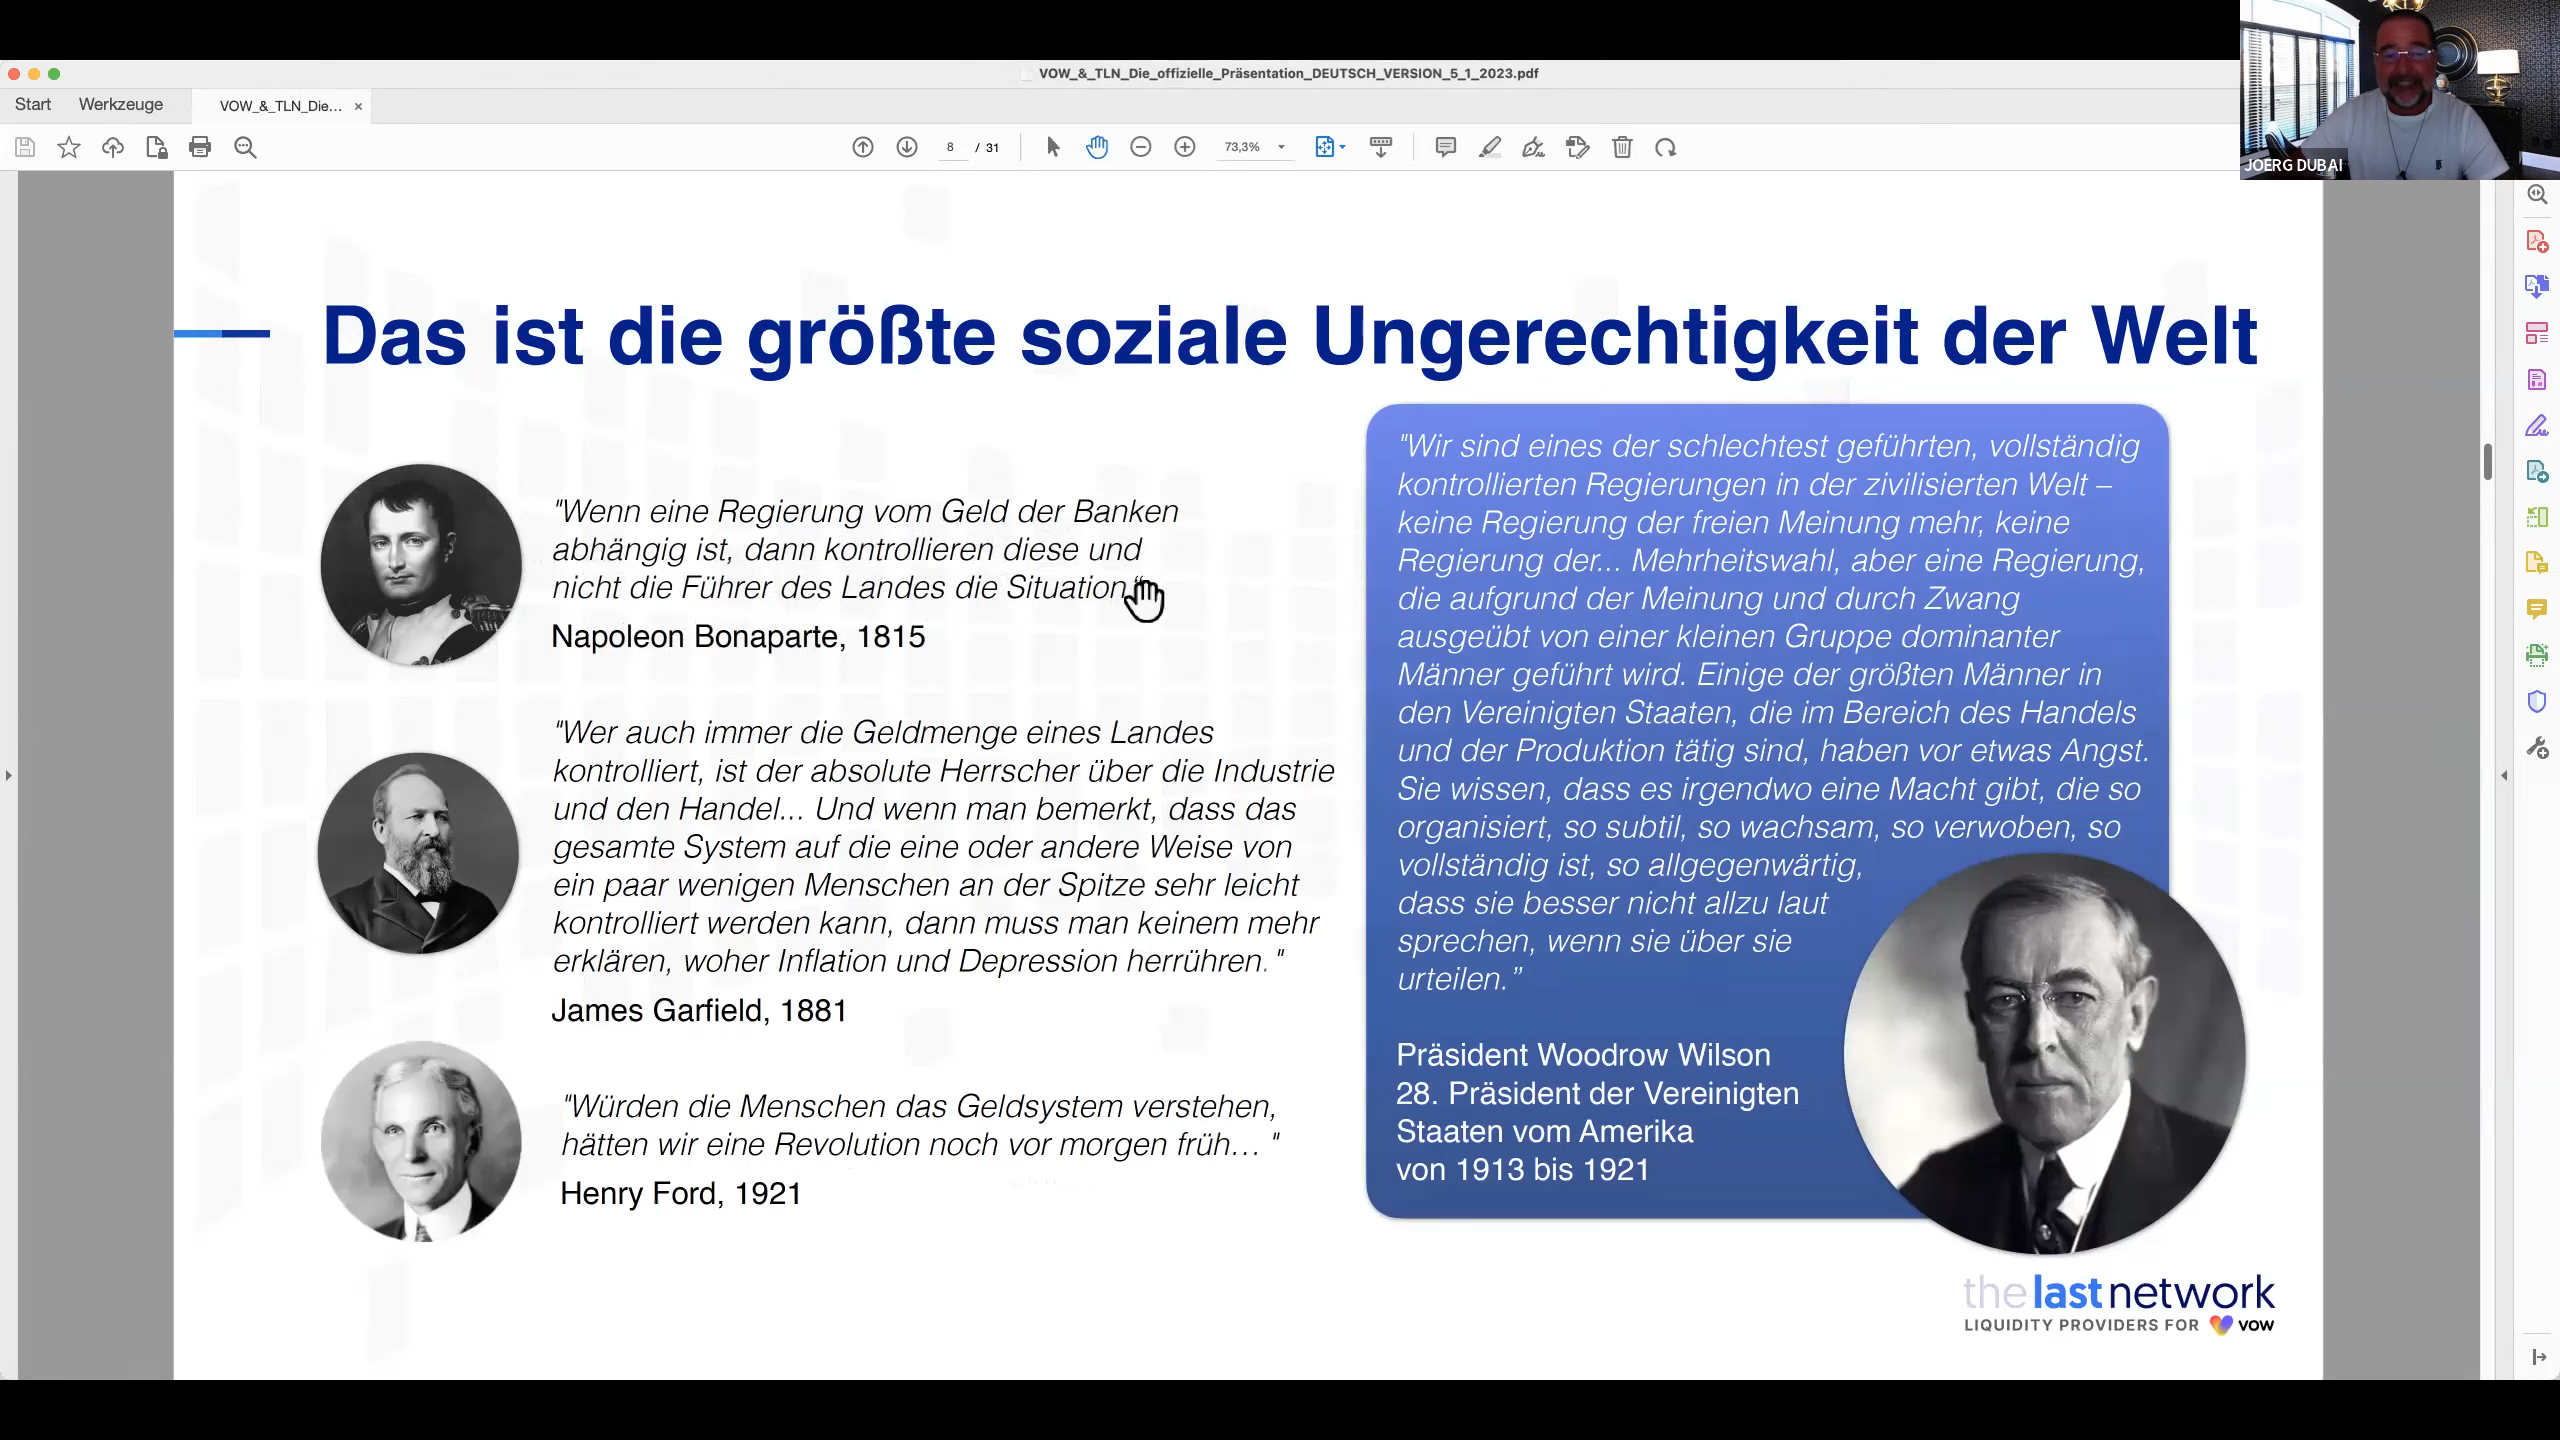 VOW_&_TLN_Die_offizielle_Präsentation_DEUTSCH_VERSION_5_1_2023.pdf
Start Werkzeuge VOW_&_TLN_Die... ×
8 / 31 73,3%
JOERG DUBAI
Das ist die größte soziale Ungerechtigkeit der Welt
"Wenn eine Regierung vom Geld der Banken
abhängig ist, dann kontrollieren diese und
nicht die Führer des Landes die Situation.“
Napoleon Bonaparte, 1815
"Wer auch immer die Geldmenge eines Landes
kontrolliert, ist der absolute Herrscher über die Industrie
und den Handel... Und wenn man bemerkt, dass das
gesamte System auf die eine oder andere Weise von
ein paar wenigen Menschen an der Spitze sehr leicht
kontrolliert werden kann, dann muss man keinem mehr
erklären, woher Inflation und Depression herrühren. "
James Garfield, 1881
"Würden die Menschen das Geldsystem verstehen,
hätten wir eine Revolution noch vor morgen früh... "
Henry Ford, 1921
"Wir sind eines der schlechtest geführten, vollständig
kontrollierten Regierungen in der zivilisierten Welt –
keine Regierung der freien Meinung mehr, keine
Regierung der... Mehrheitswahl, aber eine Regierung,
die aufgrund der Meinung und durch Zwang
ausgeübt von einer kleinen Gruppe dominanter
Männer geführt wird. Einige der größten Männer in
den Vereinigten Staaten, die im Bereich des Handels
und der Produktion tätig sind, haben vor etwas Angst.
Sie wissen, dass es irgendwo eine Macht gibt, die so
organisiert, so subtil, so wachsam, so verwoben, so
vollständig ist, so allgegenwärtig,
dass sie besser nicht allzu laut
sprechen, wenn sie über sie
urteilen.”
Präsident Woodrow Wilson
28. Präsident der Vereinigten
Staaten vom Amerika
von 1913 bis 1921
the last network
LIQUIDITY PROVIDERS FOR VOW